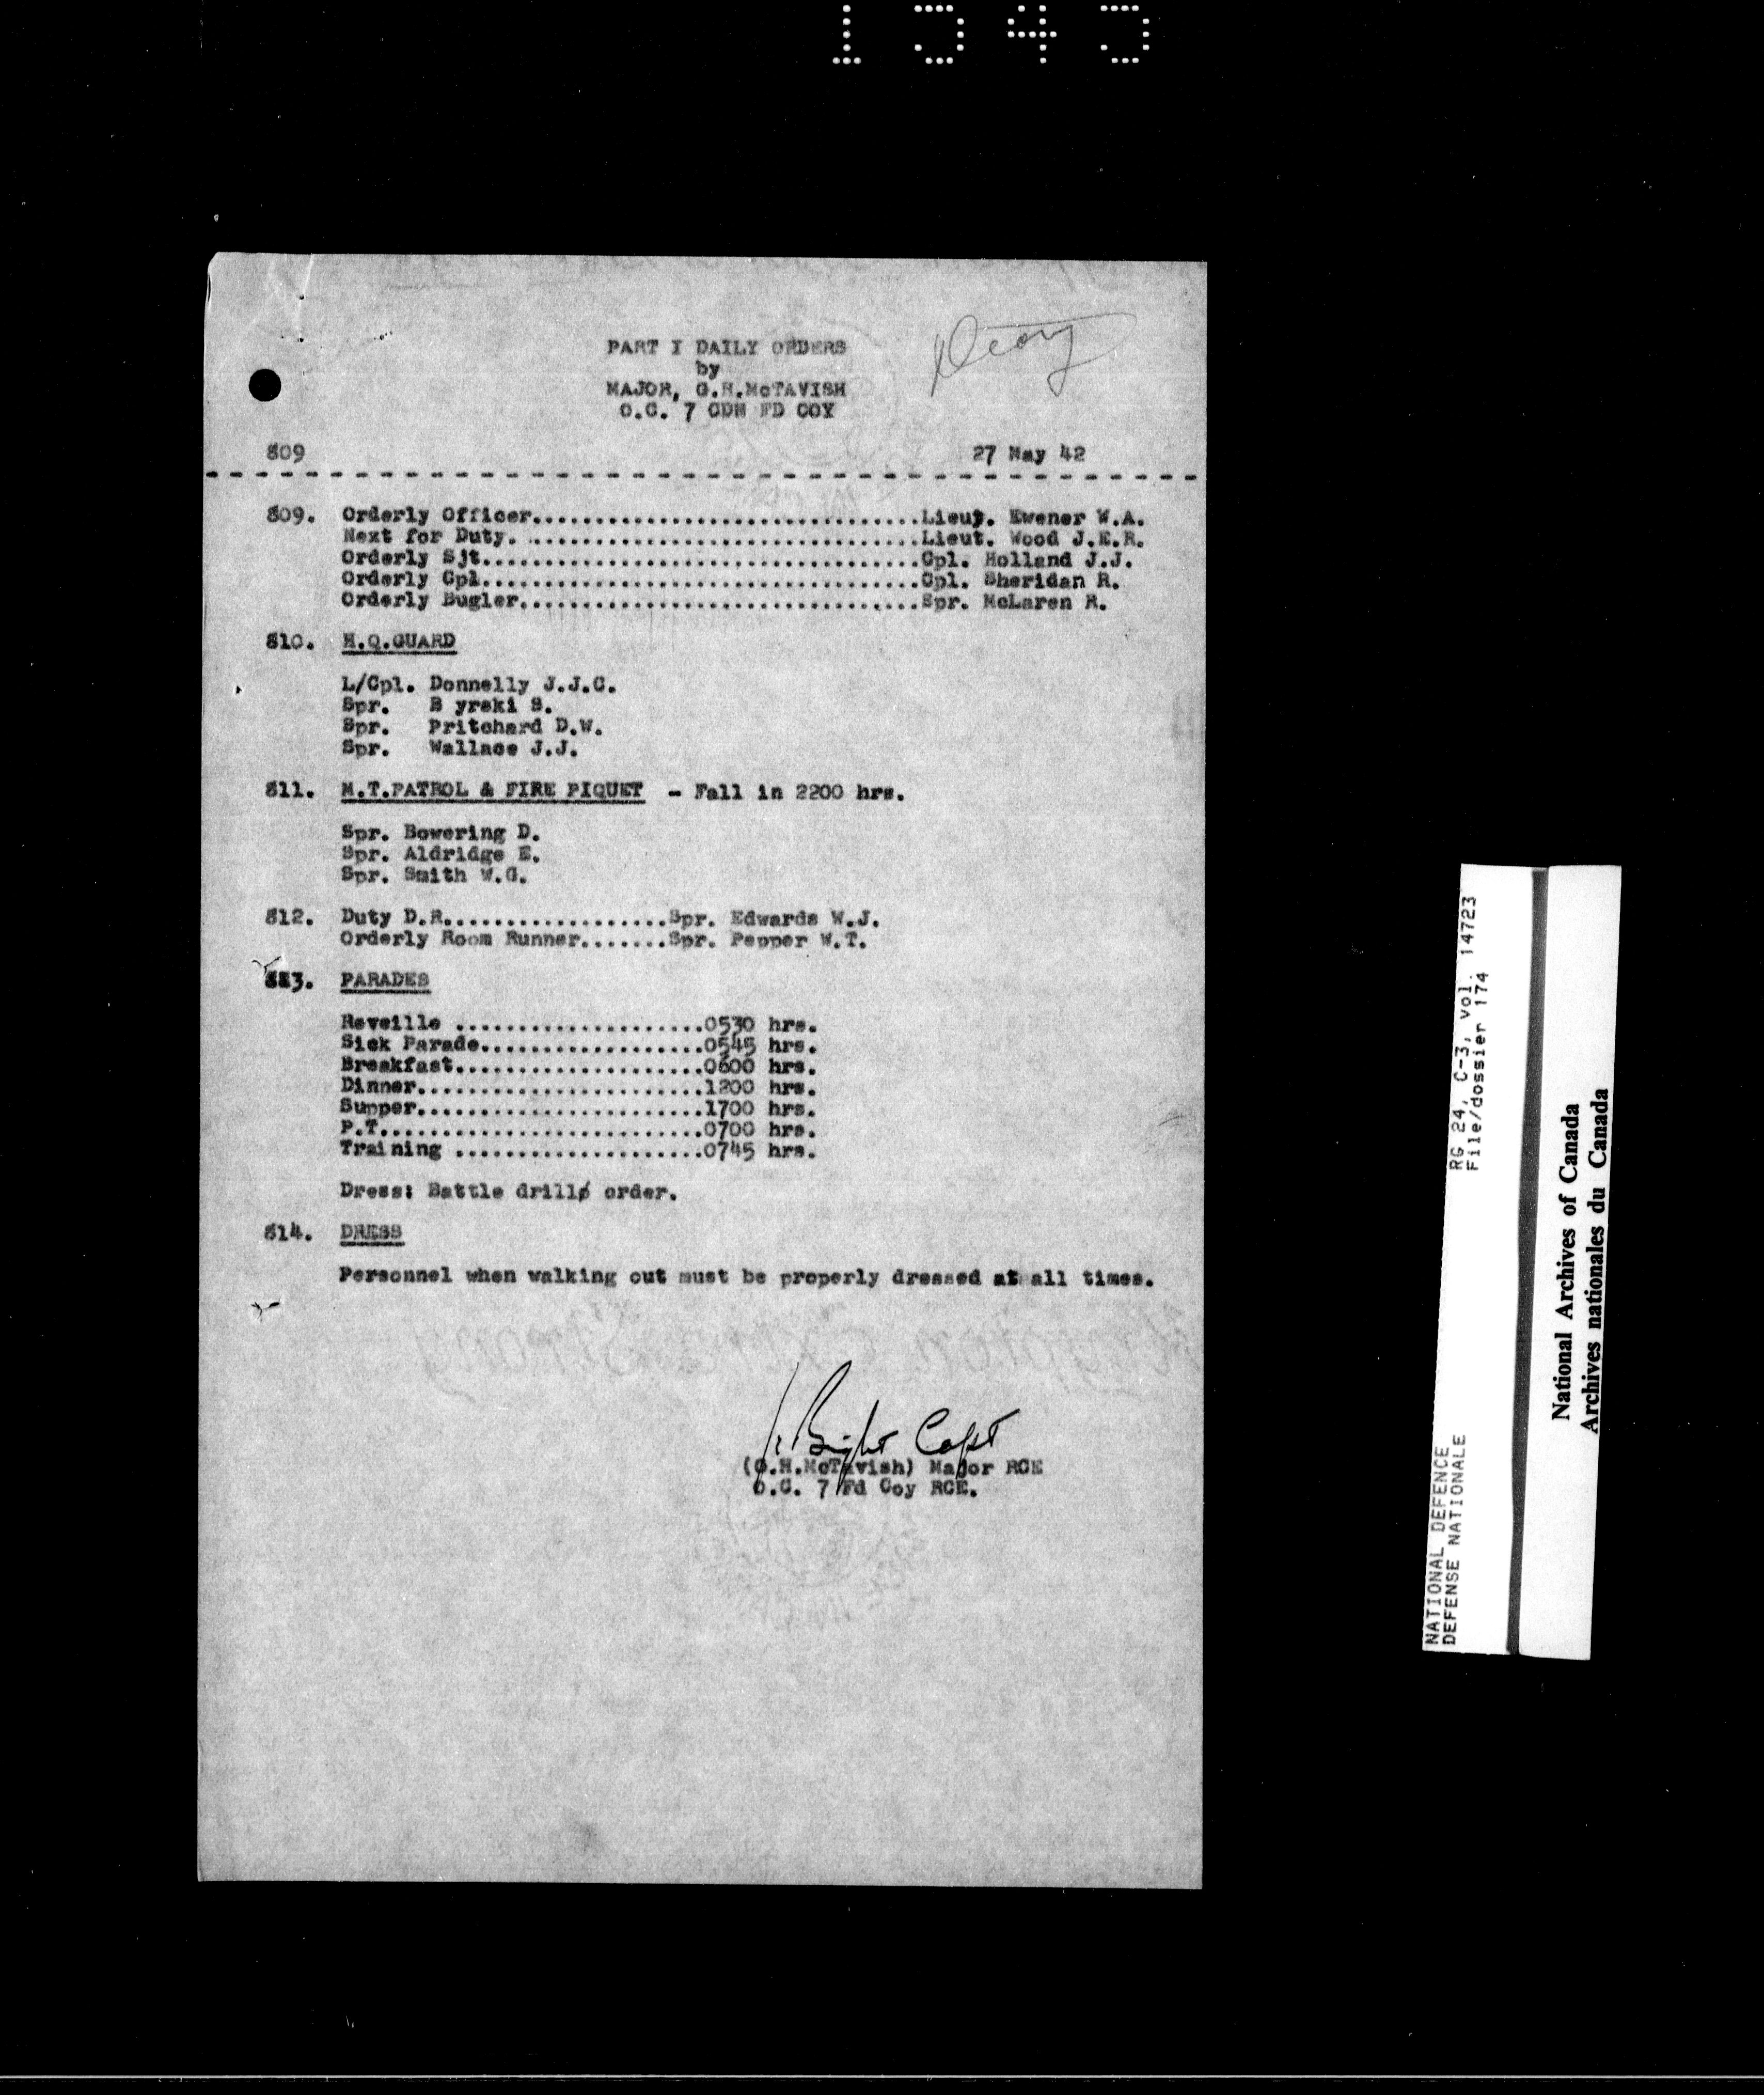 1545
PART I DAILY ORDERS
by
MAJOR, G.H.McTAVISH
O.C. 7 CDN FD COY
809
27 May 42
809. Orderly Officer...............................Lieut. Ewener W.A.
Next for Duty. ...............................Lieut. Wood J.E.R.
Orderly Sjt...................................Cpl. Holland J.J.
Orderly Cpl...................................Cpl. Sheridan R.
Orderly Bugler................................Spr. McLaren R.
810. H.Q.GUARD
L/Cpl. Donnelly J.J.C.
Spr. B yrski S.
Spr. Pritchard D.W.
Spr. Wallace J.J.
811. M.T.PATROL & FIRE PIQUET - Fall in 2200 hrs.
Spr. Bowering D.
Spr. Aldridge E.
Spr. Smith W.G.
812. Duty D.R..................Spr. Edwards W.J.
Orderly Room Runner.......Spr. Pepper W.T.
813. PARADES
Reveille ....................0530 hrs.
Sick Parade..................0545 hrs.
Breakfast....................0600 hrs.
Dinner.......................1200 hrs.
Supper.......................1700 hrs.
P.T..........................0700 hrs.
Training ....................0745 hrs.
Dress: Battle drill order.
814. DRESS
Personnel when walking out must be properly dressed at all times.
Bright Capt
(G.H.McTavish) Major RCE
O.C. 7 Fd Coy RCE.
NATIONAL DEFENCE RG 24, C-3, vol. 14723
DEFENSE NATIONALE File/dossier 174
National Archives of Canada
Archives nationales du Canada